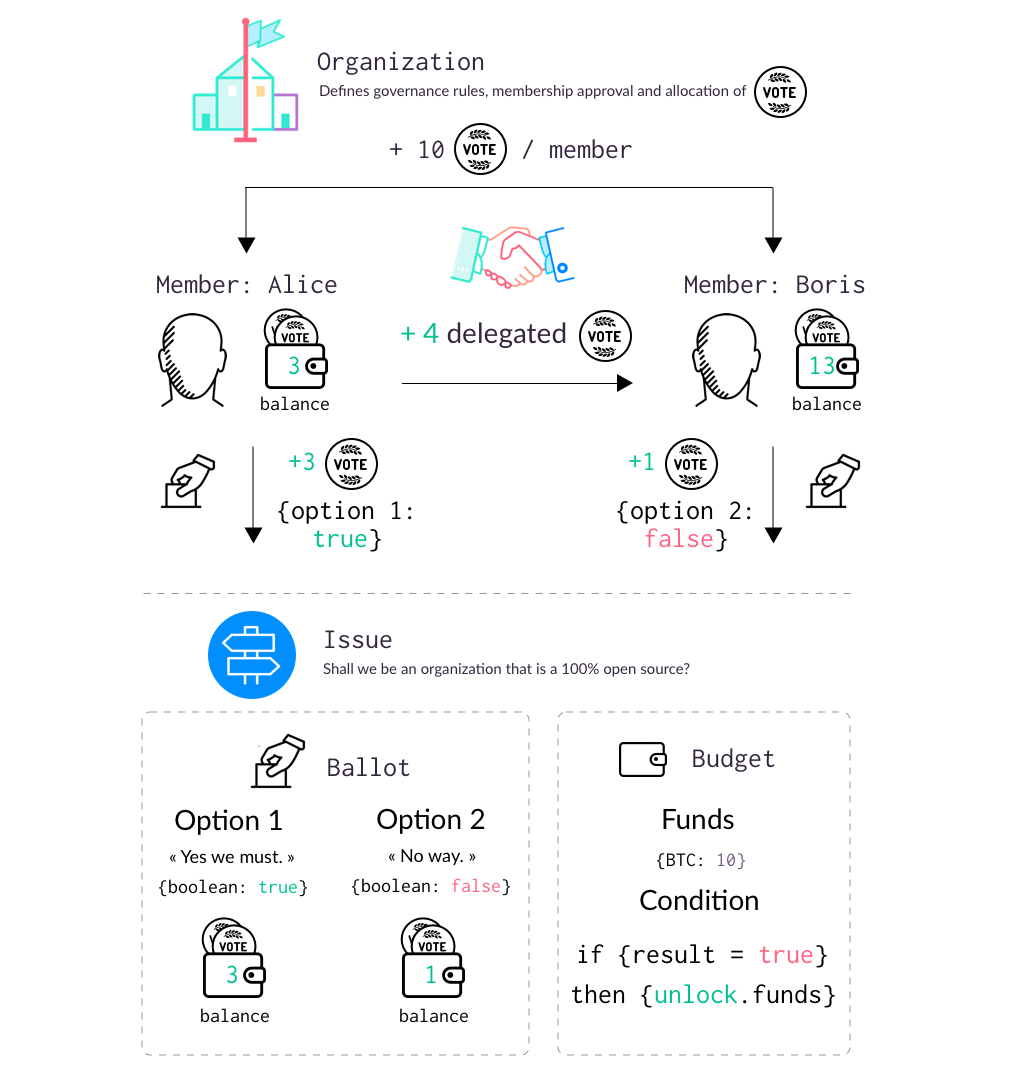 Organization
Defines governance rules, membership approval and allocation of VOTE
+ 10 VOTE / member
Member: Alice
Member: Boris
+ 4 delegated VOTE
VOTE
3
balance
VOTE
13
balance
+3 VOTE
{option 1:
true}
+1 VOTE
{option 2:
false}
Issue
Shall we be an organization that is a 100% open source?
Ballot
Option 1
« Yes we must. »
{boolean: true}
VOTE
3
balance
Option 2
« No way. »
{boolean: false}
VOTE
1
balance
Budget
Funds
{BTC: 10}
Condition
if {result = true}
then {unlock.funds}